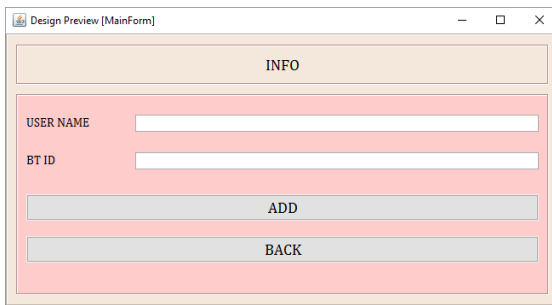 Design Preview [MainForm]
INFO
USER NAME
BT ID
ADD
BACK